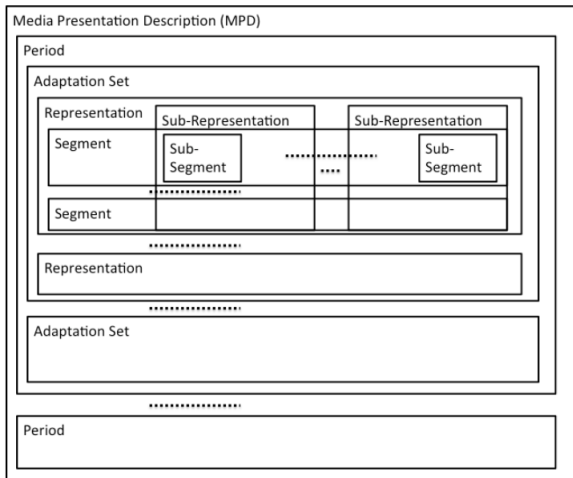 Media Presentation Description (MPD)
Period
Adaptation Set
Representation
Sub-Representation
Sub-Representation
Segment
Sub-
Segment
Sub-
Segment
Segment
Representation
Adaptation Set
Period